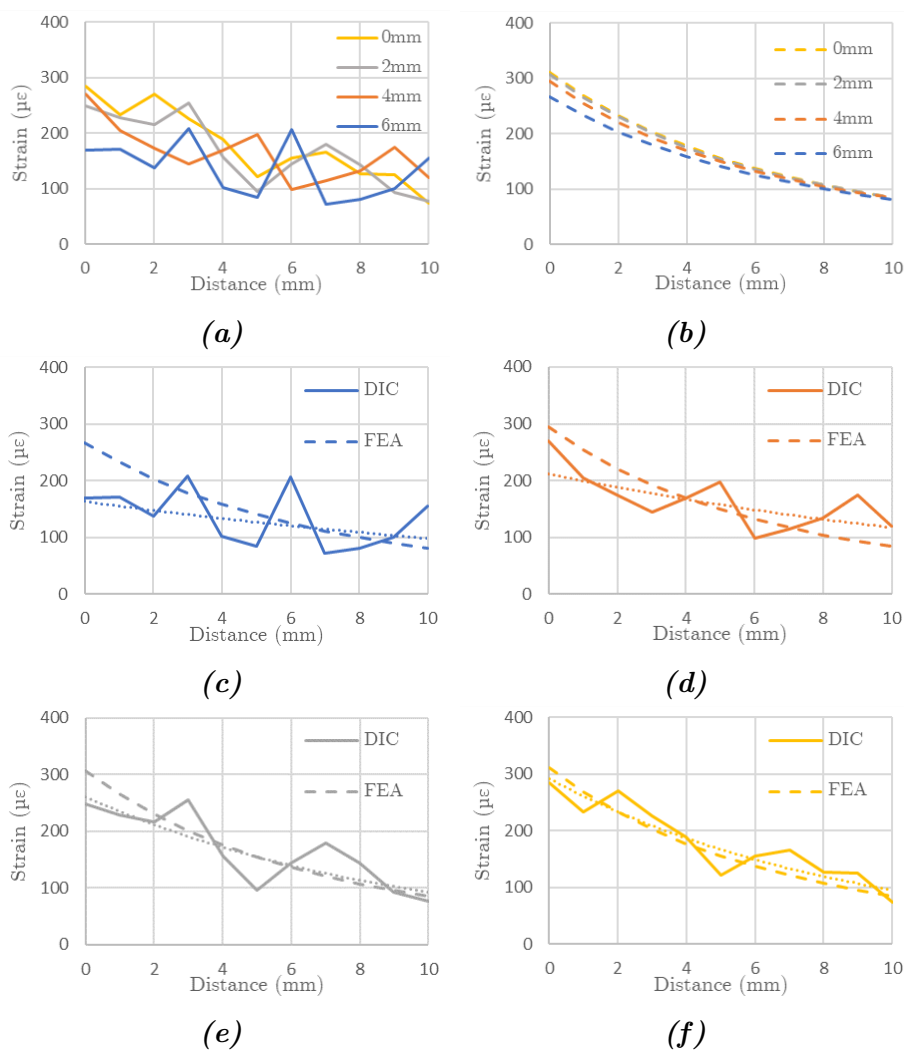 400
300
200
100
0
0 2 4 6 8 10
Strain (με)
Distance (mm)
0mm
2mm
4mm
6mm
(a)
400
300
200
100
0
0 2 4 6 8 10
Strain (με)
Distance (mm)
0mm
2mm
4mm
6mm
(b)
400
300
200
100
0
0 2 4 6 8 10
Strain (με)
Distance (mm)
DIC
FEA
(c)
400
300
200
100
0
0 2 4 6 8 10
Strain (με)
Distance (mm)
DIC
FEA
(d)
400
300
200
100
0
0 2 4 6 8 10
Strain (με)
Distance (mm)
DIC
FEA
(e)
400
300
200
100
0
0 2 4 6 8 10
Strain (με)
Distance (mm)
DIC
FEA
(f)